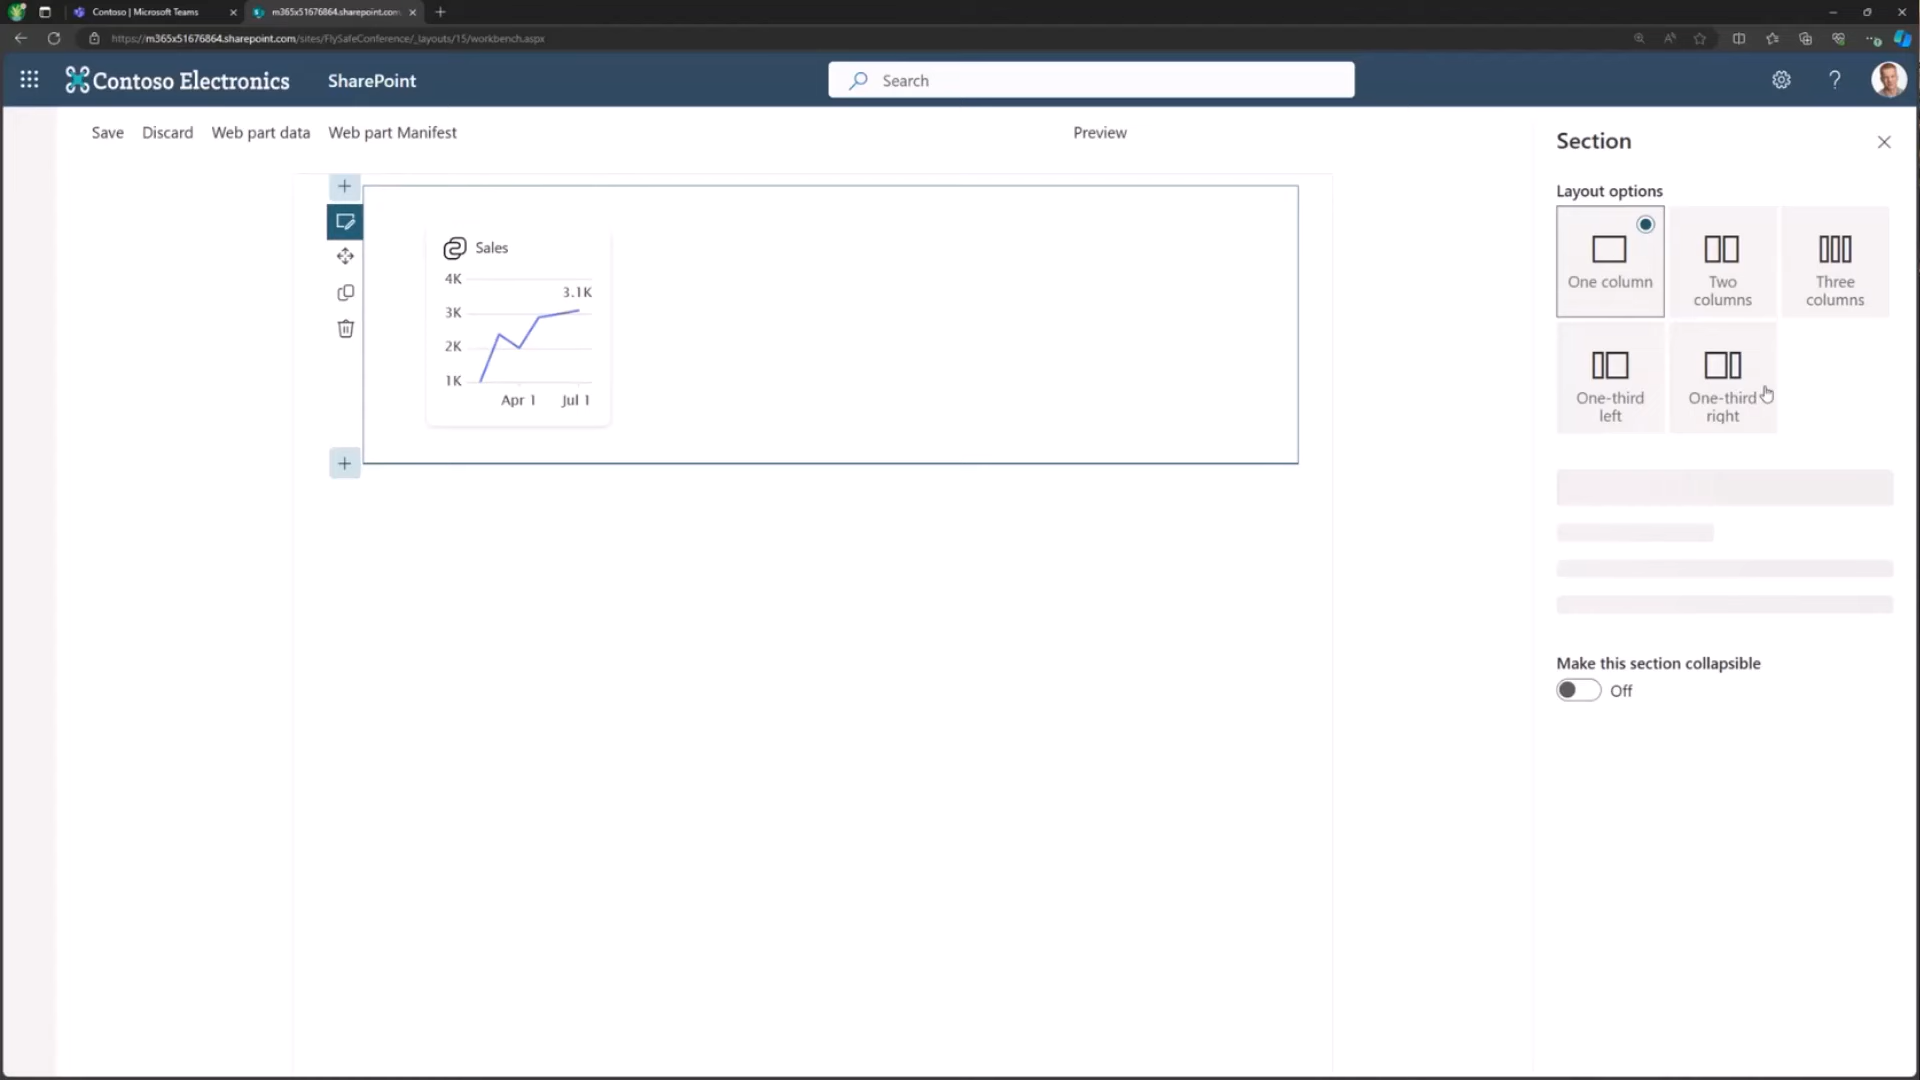 Contoso | Microsoft Teams
m365x51676864.sharepoint.com
https://m365x51676864.sharepoint.com/sites/FlySafeConference/_layouts/15/workbench.aspx
Contoso Electronics
SharePoint
Search
Save
Discard
Web part data
Web part Manifest
Preview
Sales
4K
3.1K
3K
2K
1K
Apr 1
Jul 1
Section
Layout options
One column
Two
columns
Three
columns
One-third
left
One-third
right
Make this section collapsible
Off